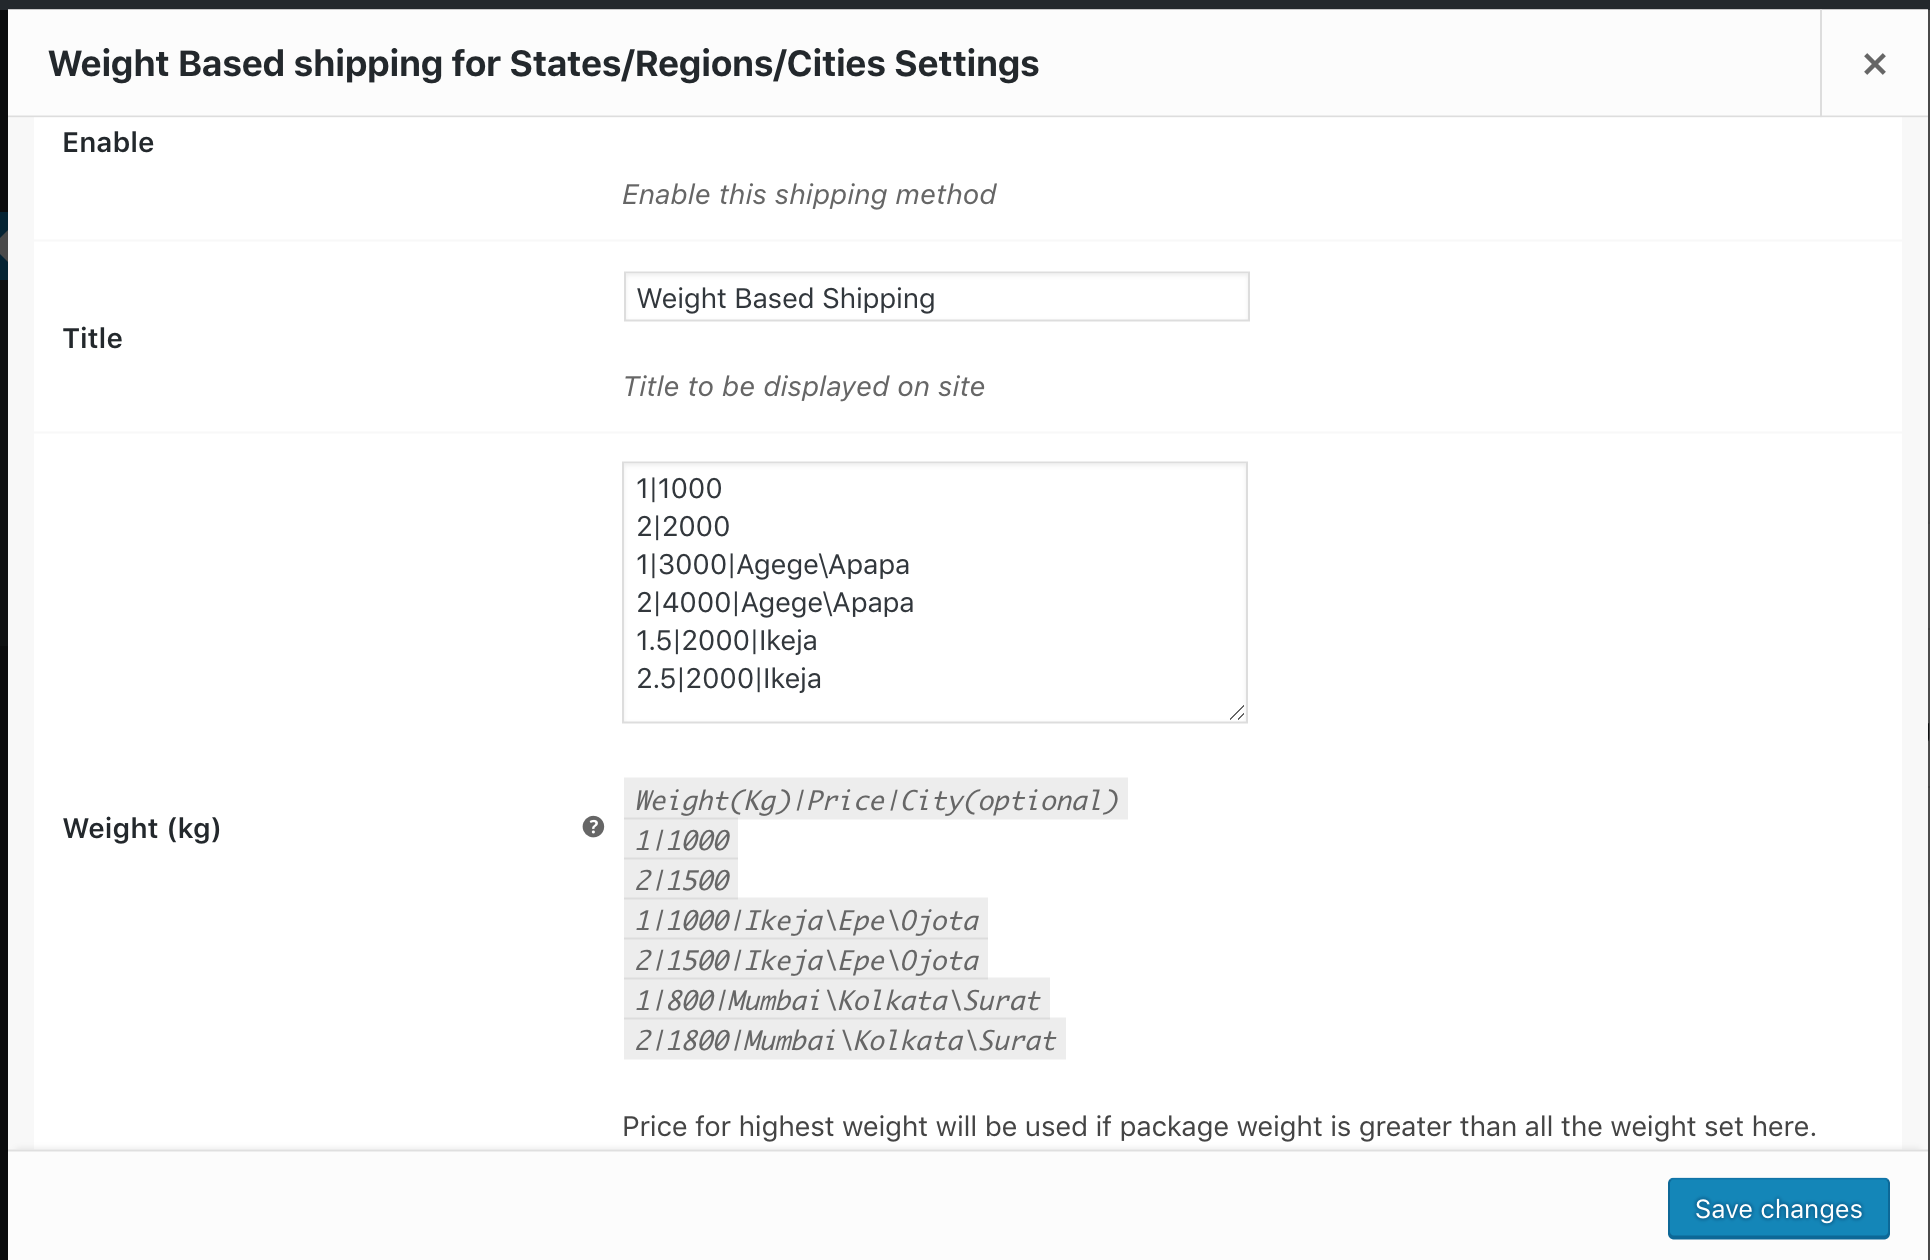 Weight Based shipping for States/Regions/Cities Settings
Enable
Enable this shipping method
Title
Weight Based Shipping
Title to be displayed on site
1|1000
2|2000
1|3000|Agege\Apapa
2|4000|Agege\Apapa
1.5|2000|Ikeja
2.5|2000|Ikeja
Weight (kg)
Weight(Kg)|Price|City(optional)
1|1000
2|1500
1|1000|Ikeja\Epe\Ojota
2|1500|Ikeja\Epe\Ojota
1|800|Mumbai\Kolkata\Surat
2|1800|Mumbai\Kolkata\Surat
Price for highest weight will be used if package weight is greater than all the weight set here.
Save changes